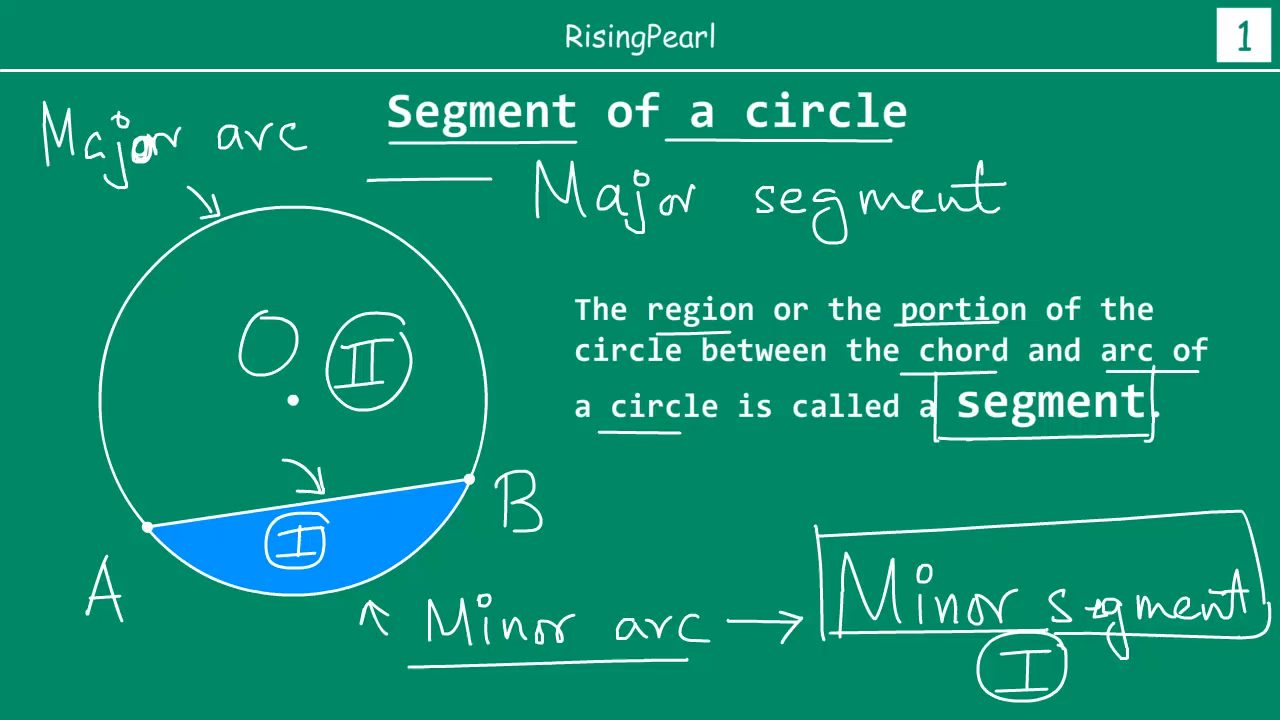 RisingPearl
1
Segment of a circle
Major arc
Major segment
O
II
The region or the portion of the
circle between the chord and arc of
a circle is called a segment.
I
A
B
Minor arc → Minor segment
I